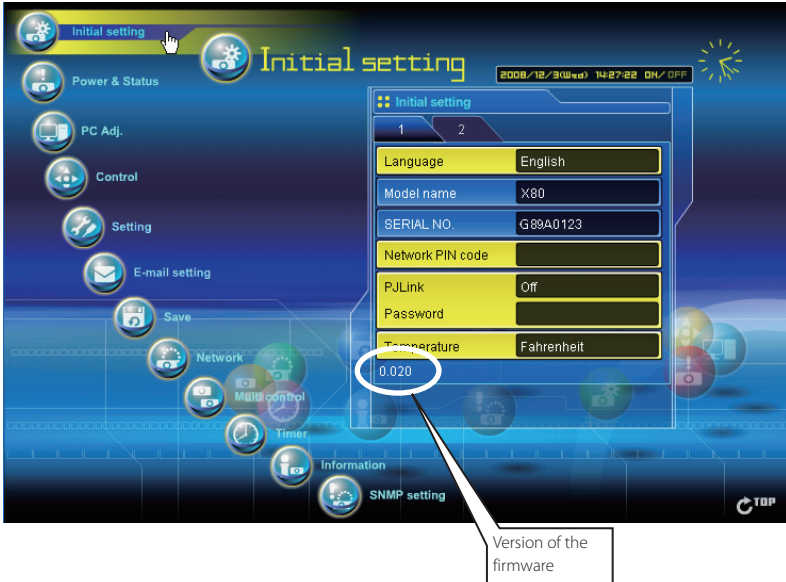 Initial setting
Initial setting
2008/12/3(Wed) 14:27:22 ON/OFF
Power & Status
PC Adj.
Control
Setting
E-mail setting
Save
Network
Multi control
Timer
Information
SNMP setting
Initial setting
1 2
Language English
Model name X80
SERIAL NO. G89A0123
Network PIN code
PJLink Off
Password
Temperature Fahrenheit
0.020
TOP
Version of the
firmware